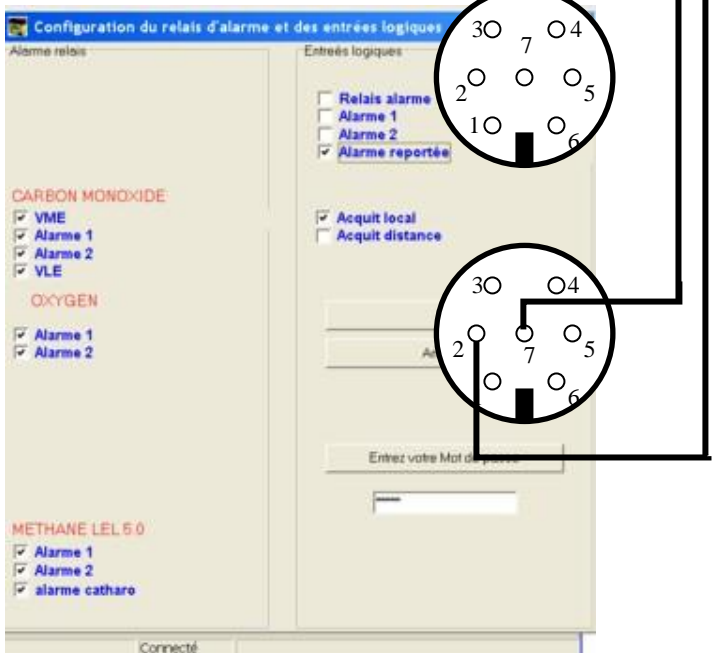 Configuration du relais d'alarme et des entrées logiques
Alarme relais
CARBON MONOXIDE
VME
Alarme 1
Alarme 2
VLE
OXYGEN
Alarme 1
Alarme 2
METHANE LEL 5.0
Alarme 1
Alarme 2
alarme catharo
Connecté
Entreés logiques
Relais alarme
Alarme 1
Alarme 2
Alarme reportée
Acquit local
Acquit distance
Entrez votre Mot de
3 7 4
2 5
1 6
3 4
2 7 5
6